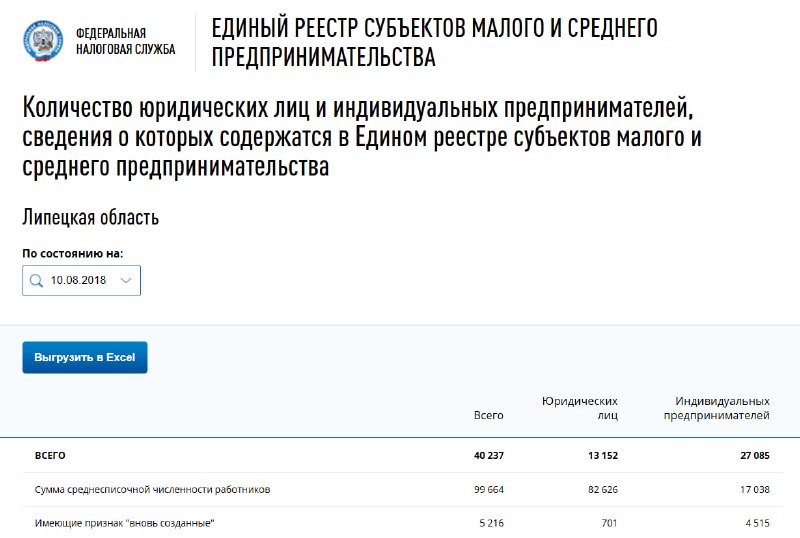 ФЕДЕРАЛЬНАЯ
НАЛОГОВАЯ СЛУЖБА
ЕДИНЫЙ РЕЕСТР СУБЪЕКТОВ МАЛОГО И СРЕДНЕГО
ПРЕДПРИНИМАТЕЛЬСТВА
Количество юридических лиц и индивидуальных предпринимателей,
сведения о которых содержатся в Едином реестре субъектов малого и
среднего предпринимательства
Липецкая область
По состоянию на:
10.08.2018
Выгрузить в Excel
Всего Юридических лиц Индивидуальных предпринимателей
ВСЕГО 40 237 13 152 27 085
Сумма среднесписочной численности работников 99 664 82 626 17 038
Имеющие признак "вновь созданные" 5 216 701 4 515